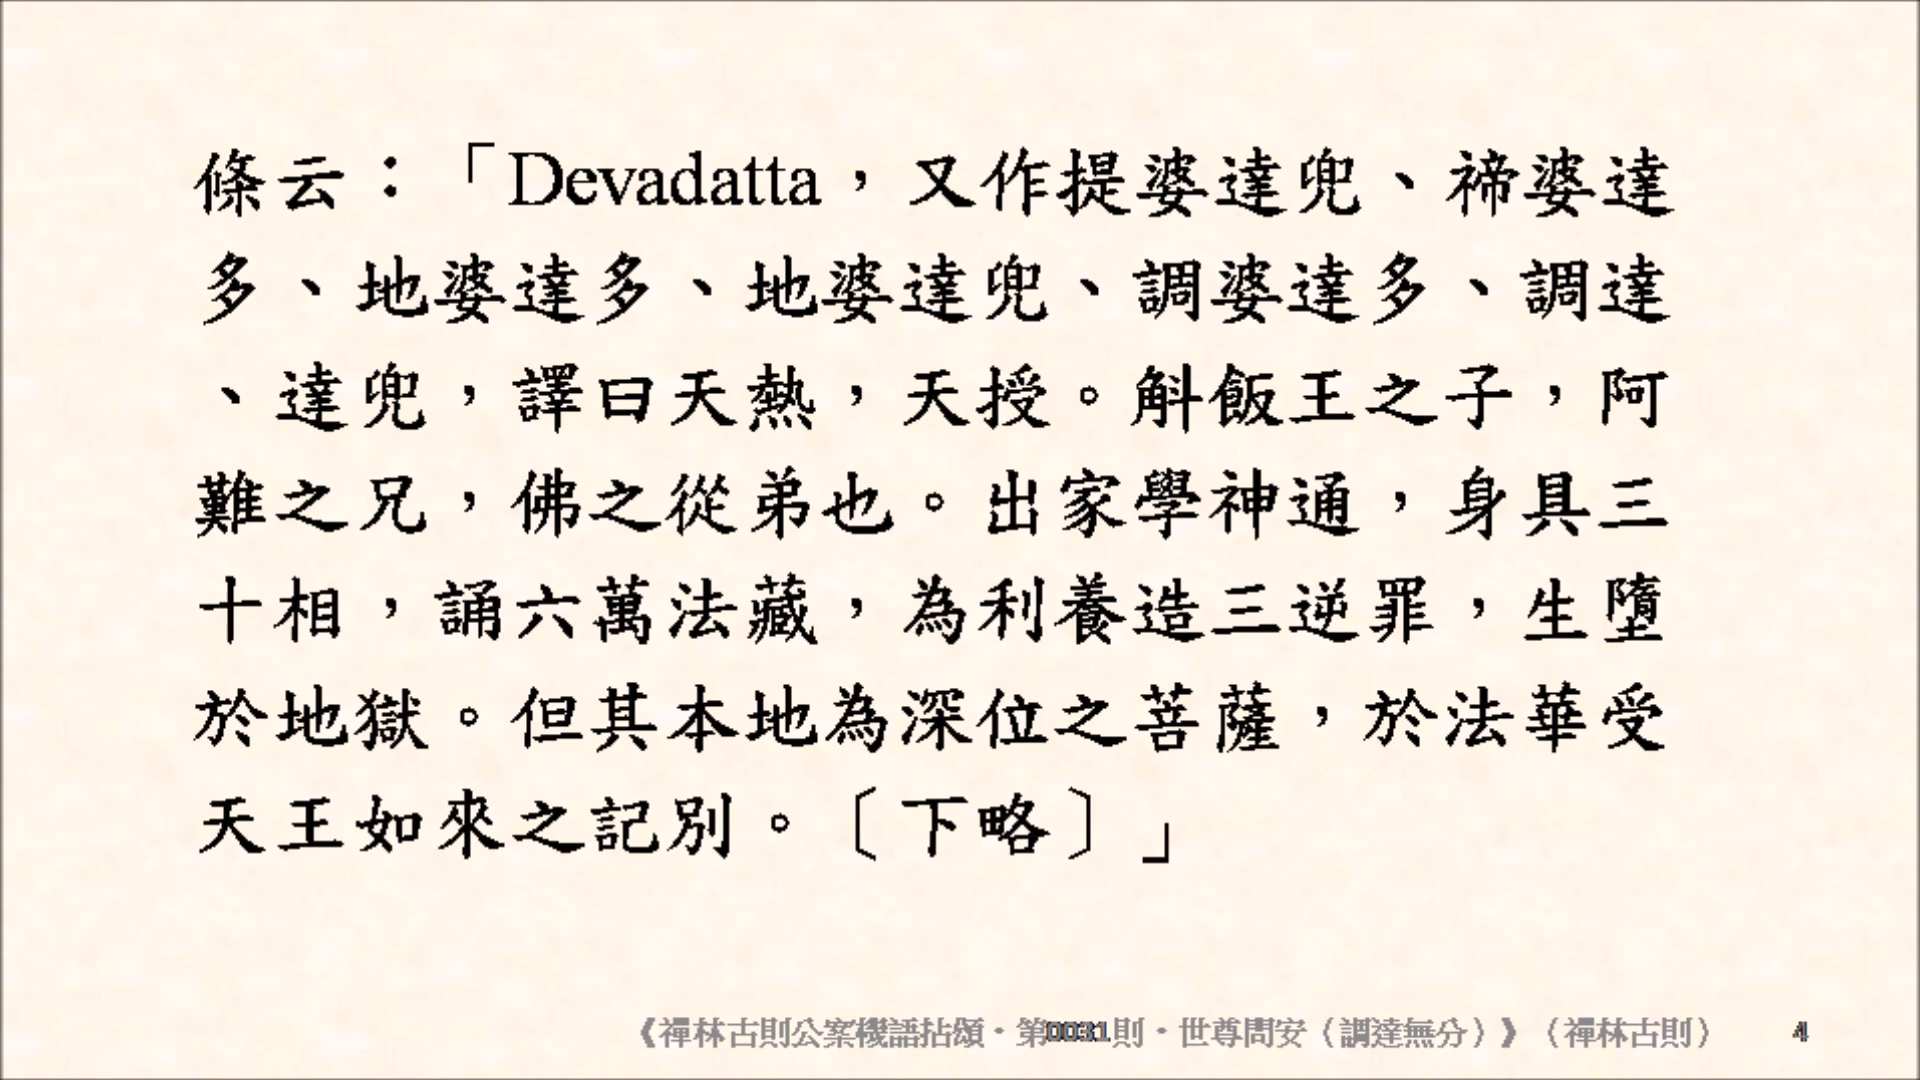 條云：「Devadatta，又作提婆達兜、禘婆達
多、地婆達多、地婆達兜、調婆達多、調達
、達兜，譯曰天熱，天授。斛飯王之子，阿
難之兄，佛之從弟也。出家學神通，身具三
十相，誦六萬法藏，為利養造三逆罪，生墮
於地獄。但其本地為深位之菩薩，於法華受
天王如來之記別。〔下略〕」
《禪林古則公案機語拈頌．第0031則．世尊問安（調達無分）》（禪林古則） 4